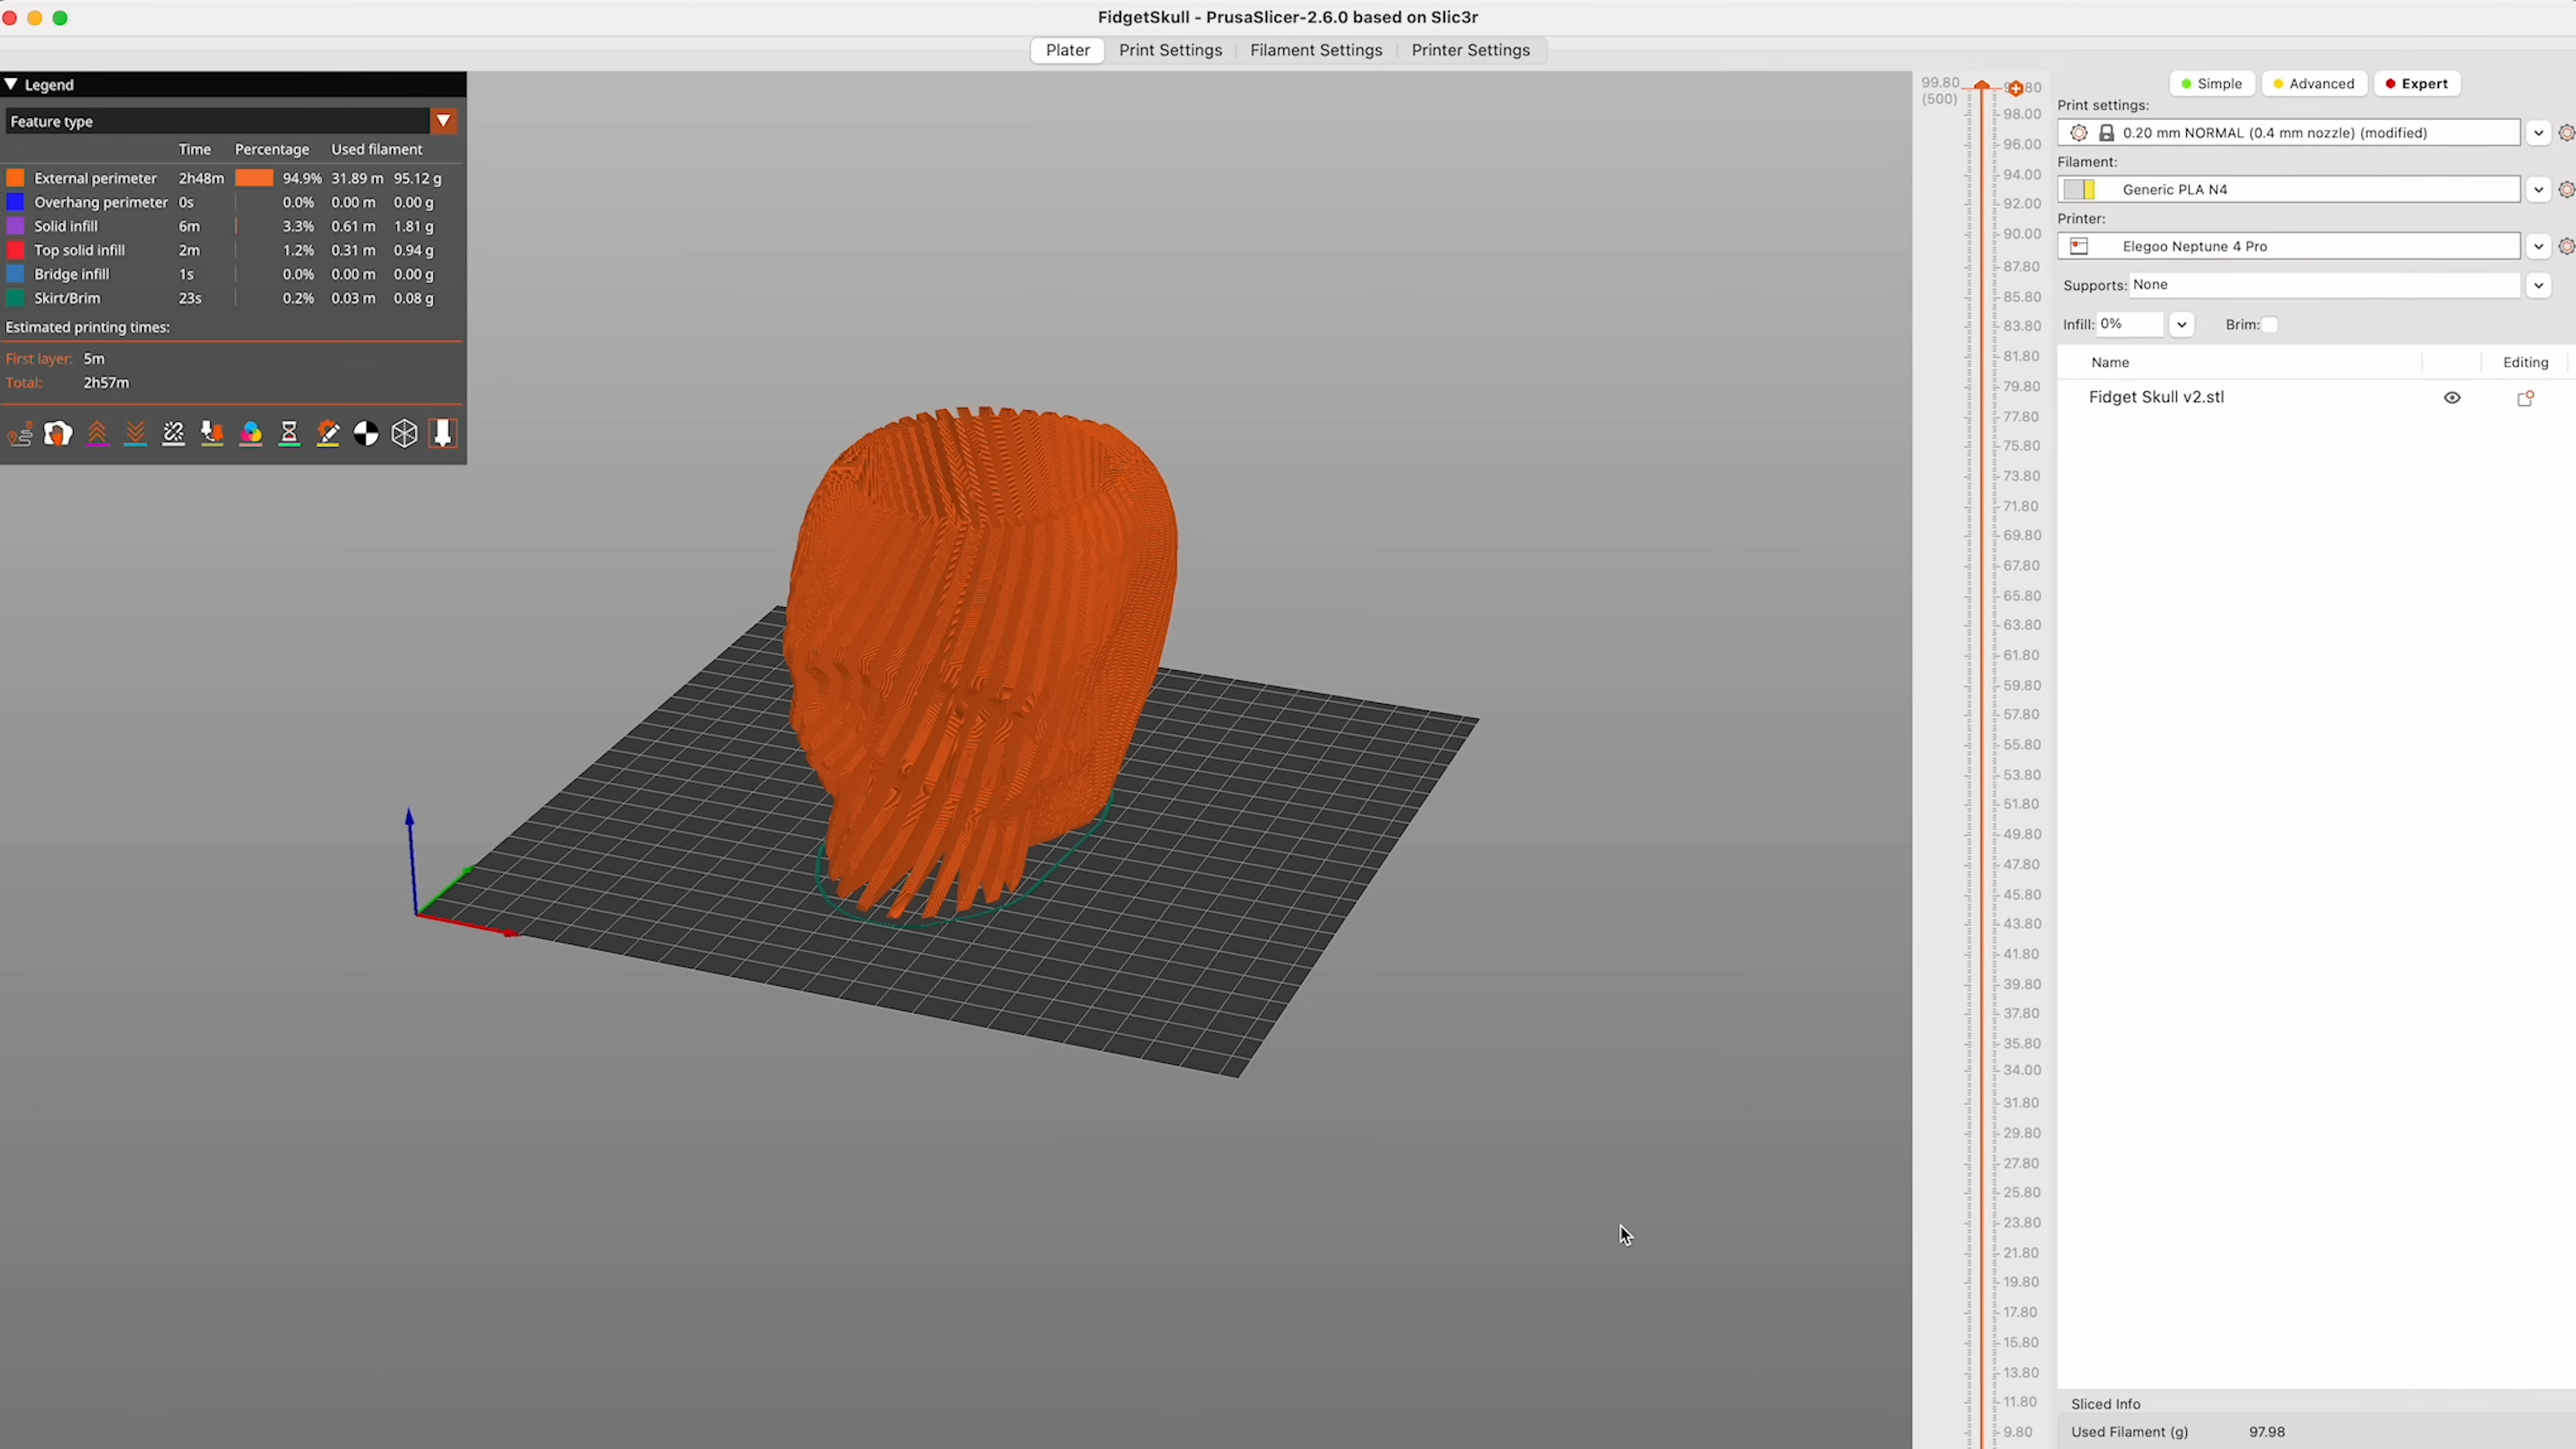 FidgetSkull - PrusaSlicer-2.6.0 based on Slic3r
Plater Print Settings Filament Settings Printer Settings
Legend
Feature type
Time Percentage Used filament
External perimeter 2h48m 94.9% 31.89 m 95.12 g
Overhang perimeter 0s 0.0% 0.00 m 0.00 g
Solid infill 6m 3.3% 0.61 m 1.81 g
Top solid infill 2m 1.2% 0.31 m 0.94 g
Bridge infill 1s 0.0% 0.00 m 0.00 g
Skirt/Brim 23s 0.2% 0.03 m 0.08 g
Estimated printing times:
First layer: 5m
Total: 2h57m
99.80
(500)
98.00
96.00
94.00
92.00
90.00
87.80
85.80
83.80
81.80
79.80
77.80
75.80
73.80
71.80
69.80
67.80
65.80
63.80
61.80
59.80
57.80
55.80
53.80
51.80
49.80
47.80
45.80
43.80
41.80
39.80
37.80
35.80
34.00
31.80
29.80
27.80
25.80
23.80
21.80
19.80
17.80
15.80
13.80
11.80
9.80
Simple Advanced Expert
Print settings:
0.20 mm NORMAL (0.4 mm nozzle) (modified)
Filament:
Generic PLA N4
Printer:
Elegoo Neptune 4 Pro
Supports: None
Infill: 0% Brim:
Name Editing
Fidget Skull v2.stl
Sliced Info
Used Filament (g) 97.98